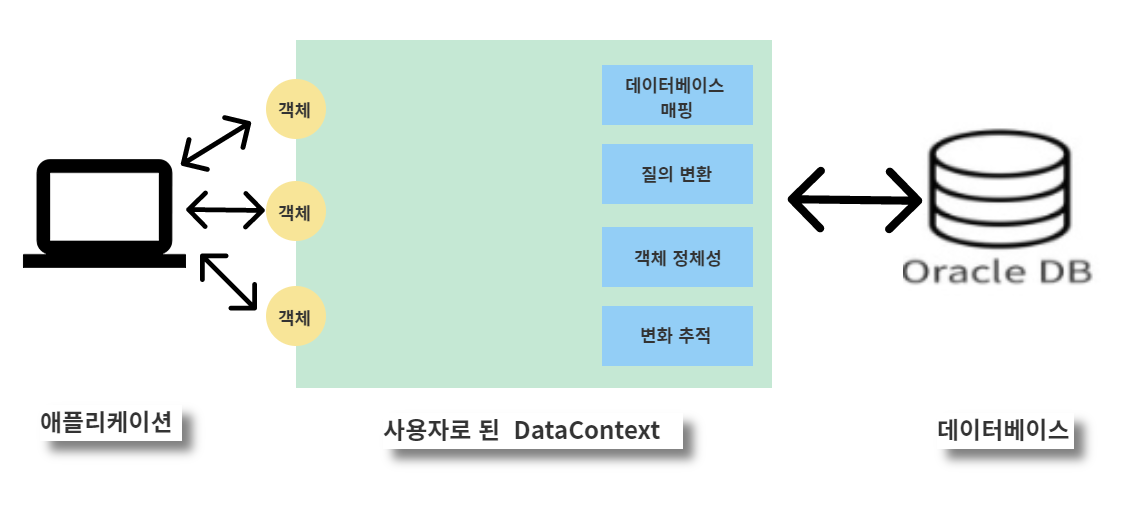 객체
객체
객체
데이터베이스
매핑
질의 변환
객체 정체성
변화 추적
Oracle DB
애플리케이션
사용자로 된 DataContext
데이터베이스